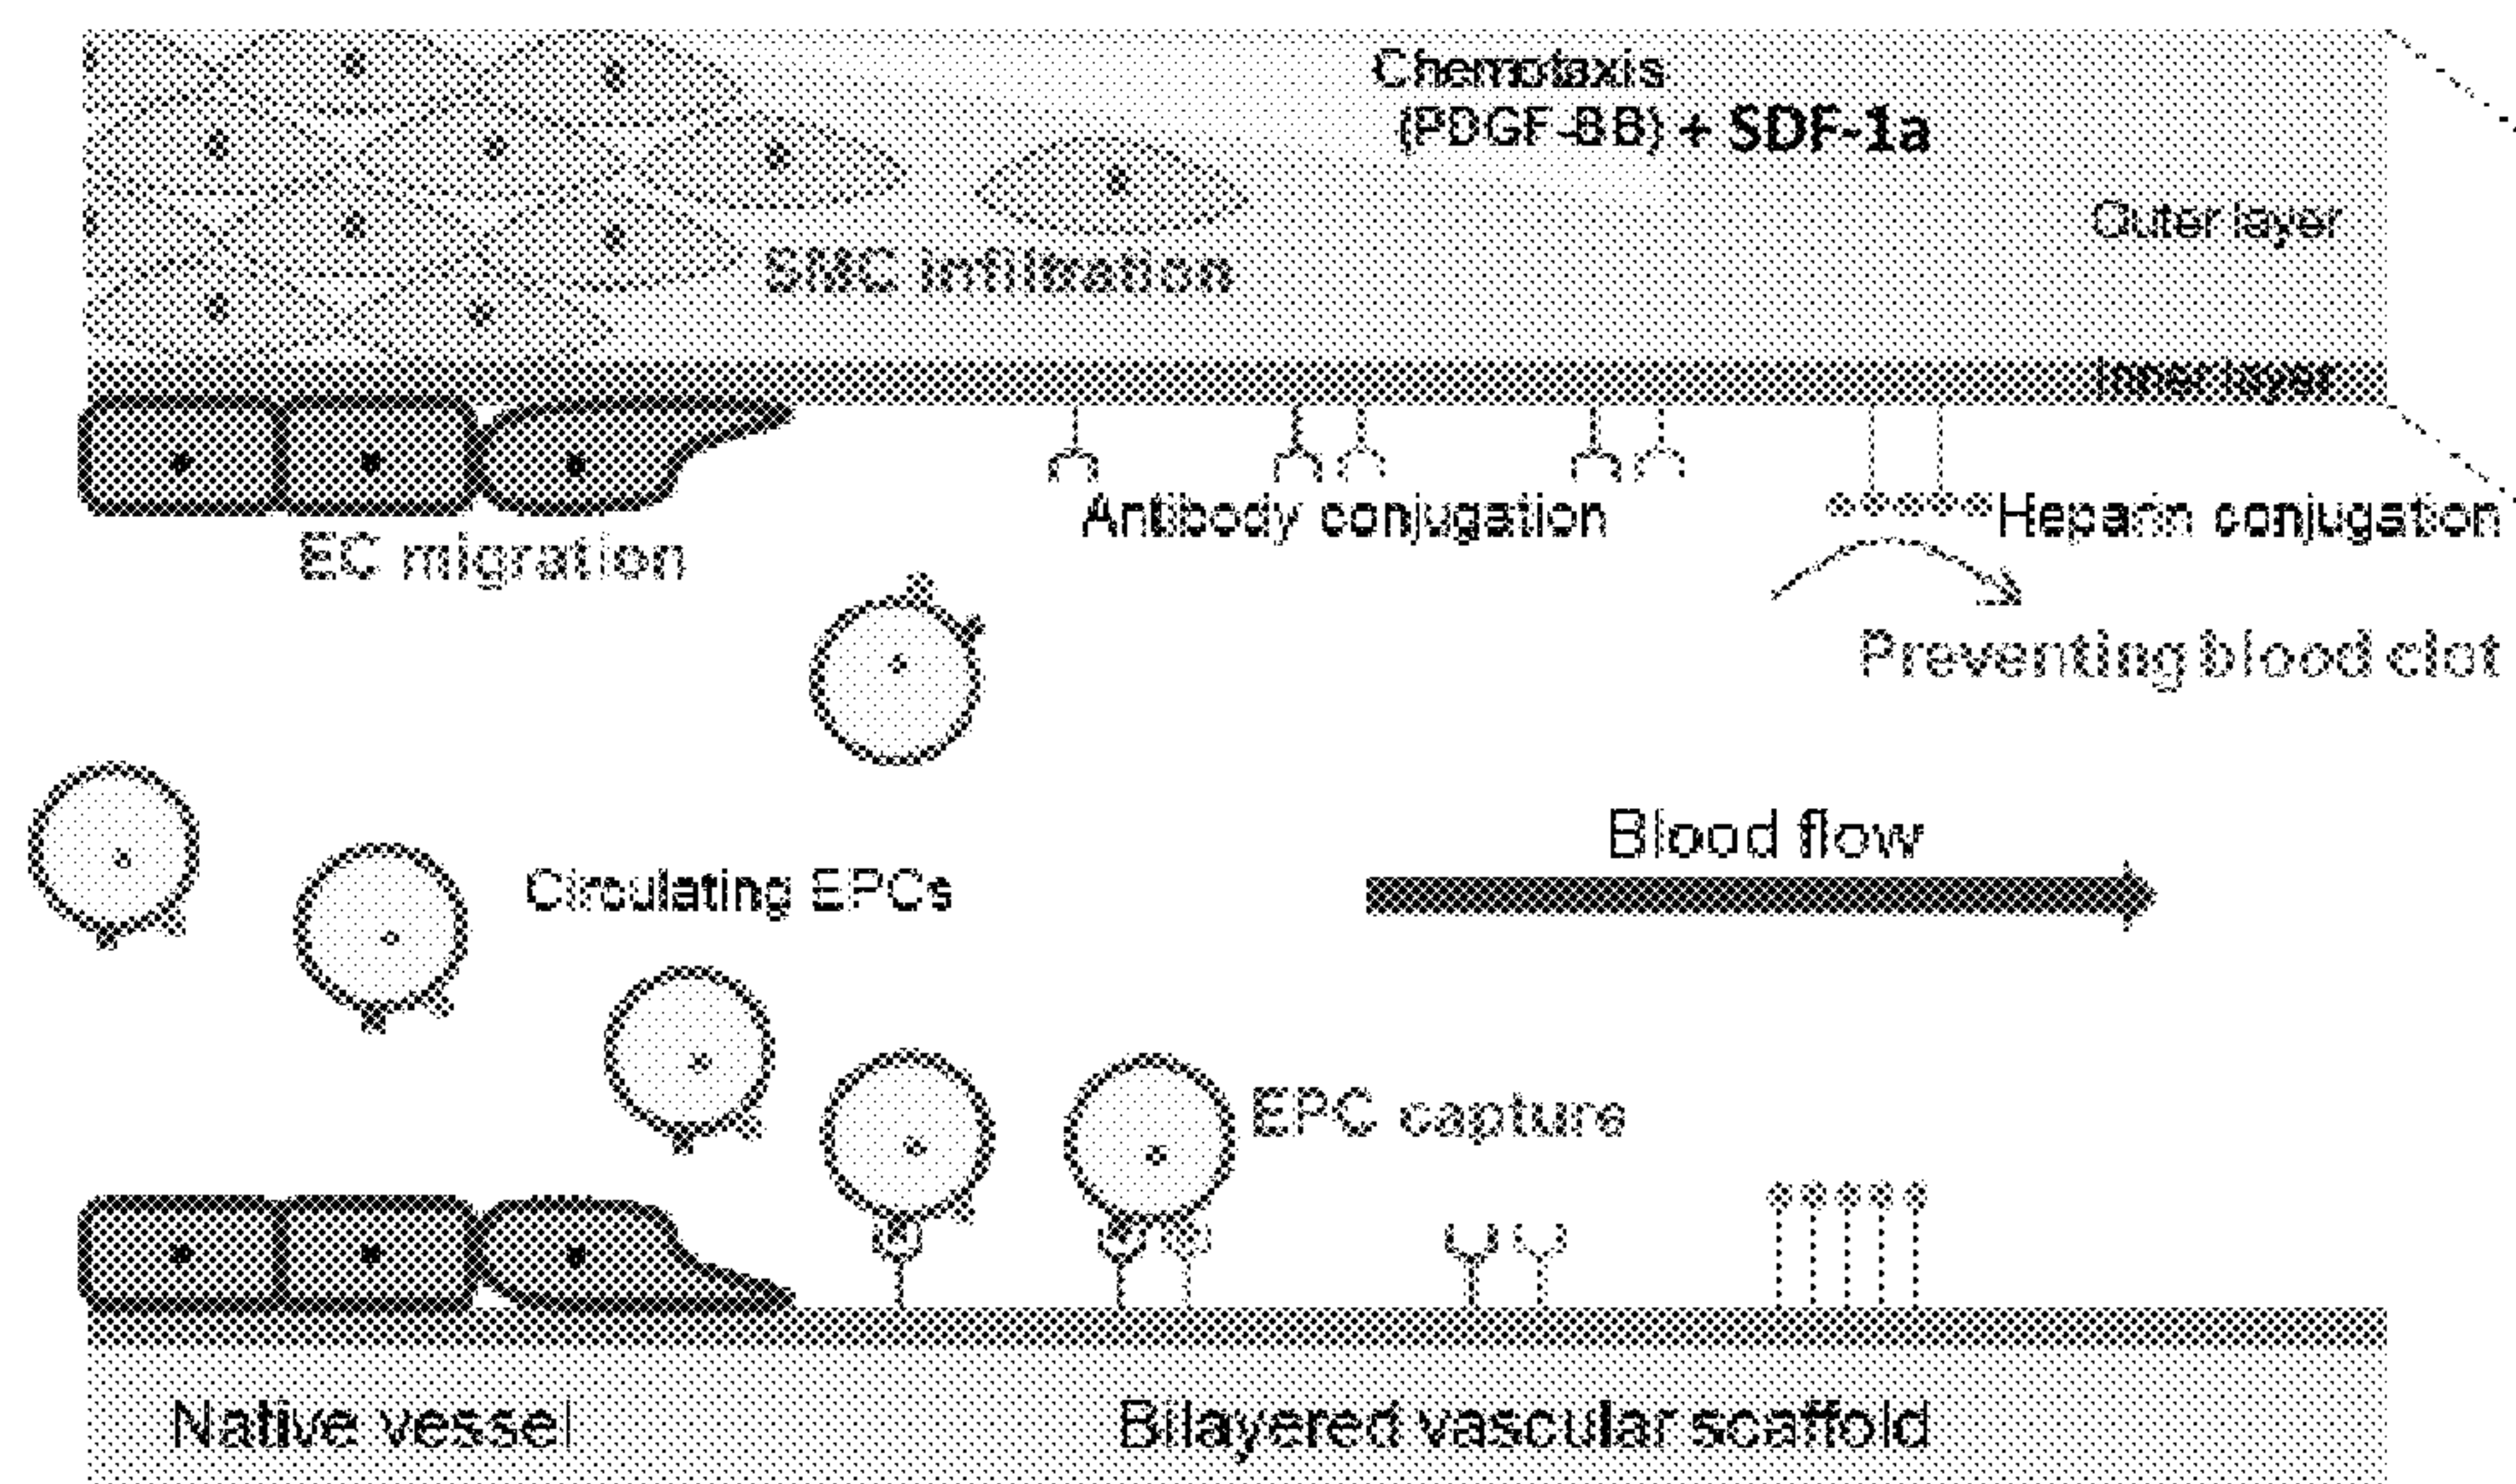 Chemotaxis
(PDGF-BB) + SDF-1a
Outer layer
SMC infiltration
Inner layer
Antibody conjugation
Heparin conjugation
EC migration
Preventing blood clot
Blood flow
Circulating EPCs
EPC capture
Native vessel
Bilayered vascular scaffold